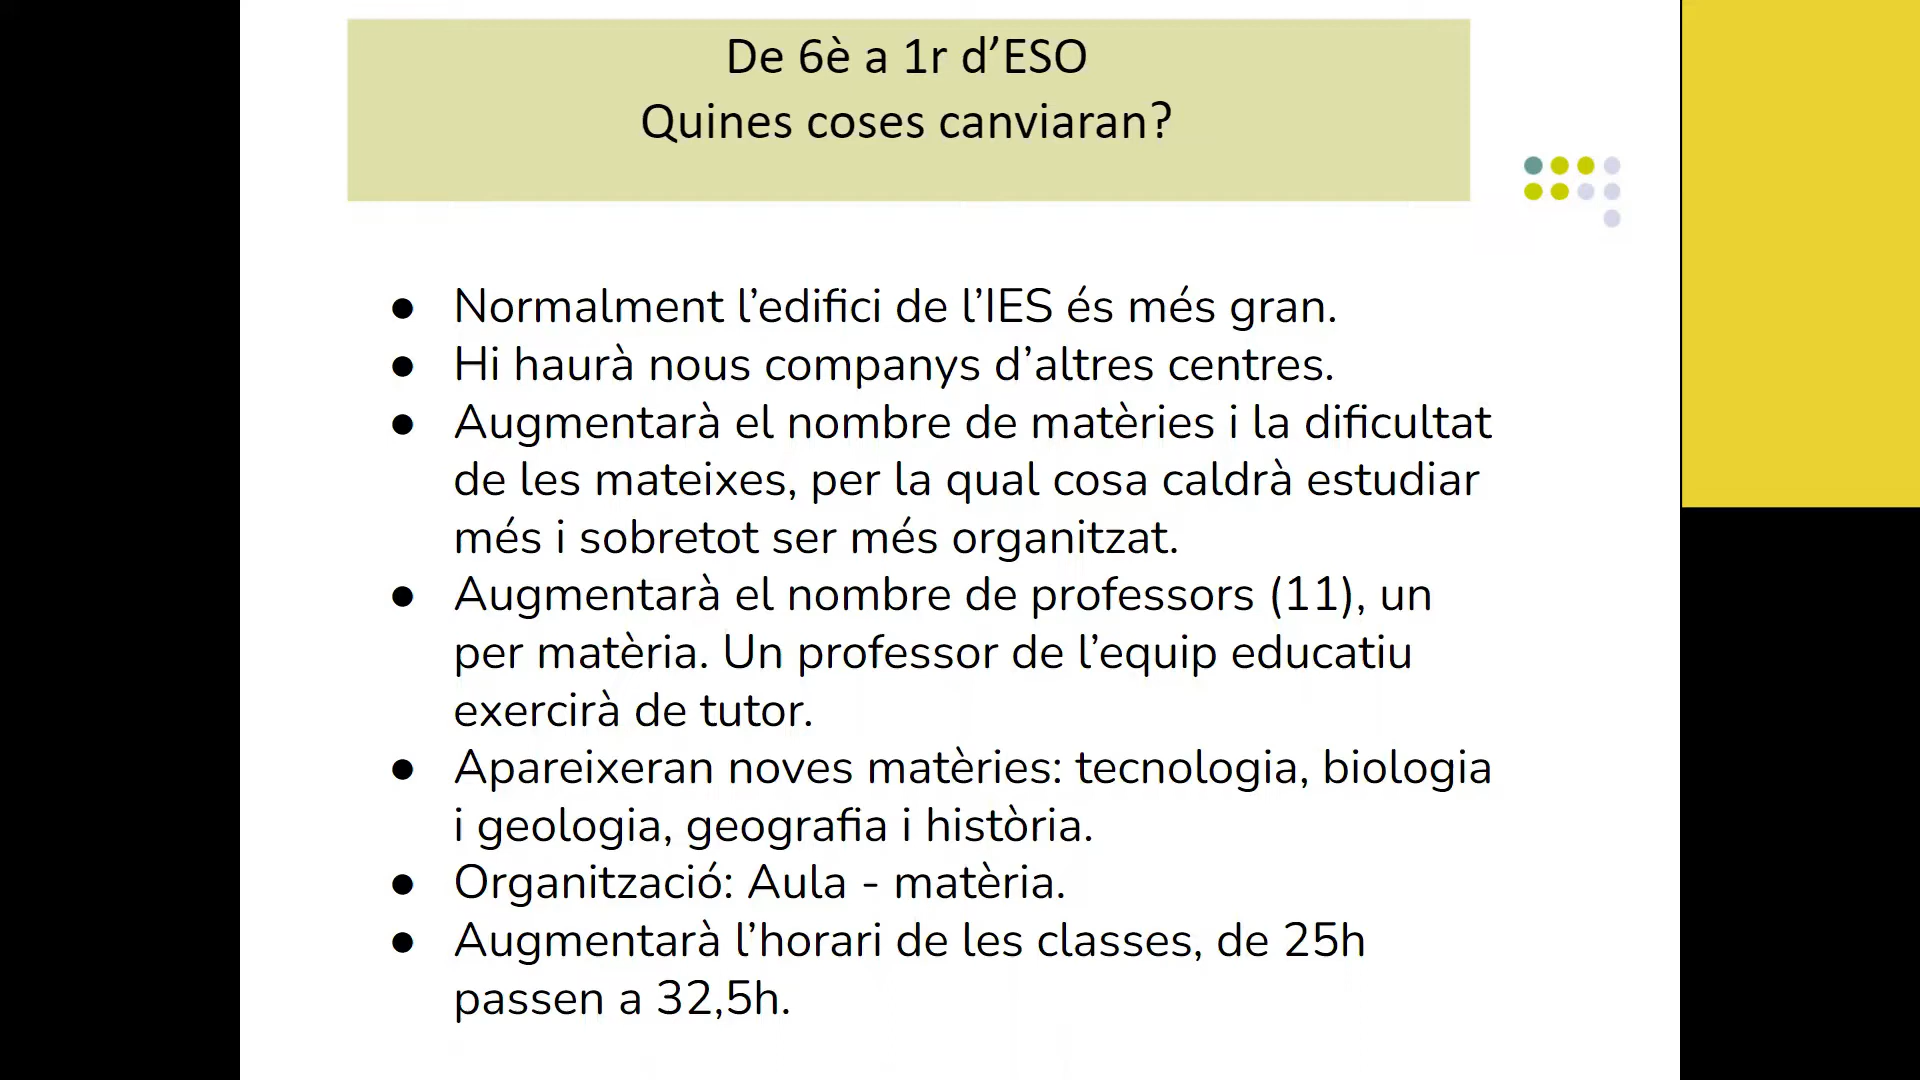 De 6è a 1r d’ESO
Quines coses canviaran?
● Normalment l’edifici de l’IES és més gran.
● Hi haurà nous companys d’altres centres.
● Augmentarà el nombre de matèries i la dificultat
de les mateixes, per la qual cosa caldrà estudiar
més i sobretot ser més organitzat.
● Augmentarà el nombre de professors (11), un
per matèria. Un professor de l’equip educatiu
exercirà de tutor.
● Apareixeran noves matèries: tecnologia, biologia
i geologia, geografia i història.
● Organització: Aula - matèria.
● Augmentarà l’horari de les classes, de 25h
passen a 32,5h.